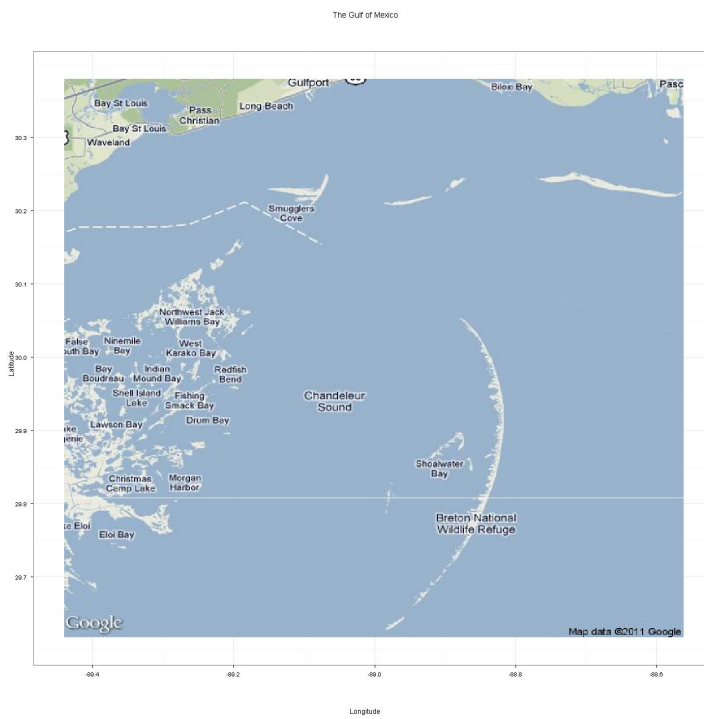 The Gulf of Mexico
Gulfport
Biloxi Bay
Pasc
Bay St Louis
Long Beach
Pass
Christian
Bay St Louis
Waveland
30.3
Smugglers
Cove
30.2
30.1
Northwest Jack
Williams Bay
False
outh Bay
Ninemile
Bay
West
Karako Bay
30.0
Latitude
Bay
Boudreau
Indian
Mound Bay
Redfish
Bend
Shell Island
Lake
Fishing
Smack Bay
Chandeleur
Sound
Drum Bay
Lawson Bay
ake
genie
29.9
Shoalwater
Bay
Christmas
Camp Lake
Morgan
Harbor
29.8
Breton National
Wildlife Refuge
ke Eloi
Eloi Bay
29.7
Google
Map data ©2011 Google
-89.4
-89.2
-89.0
-88.8
-88.6
Longitude